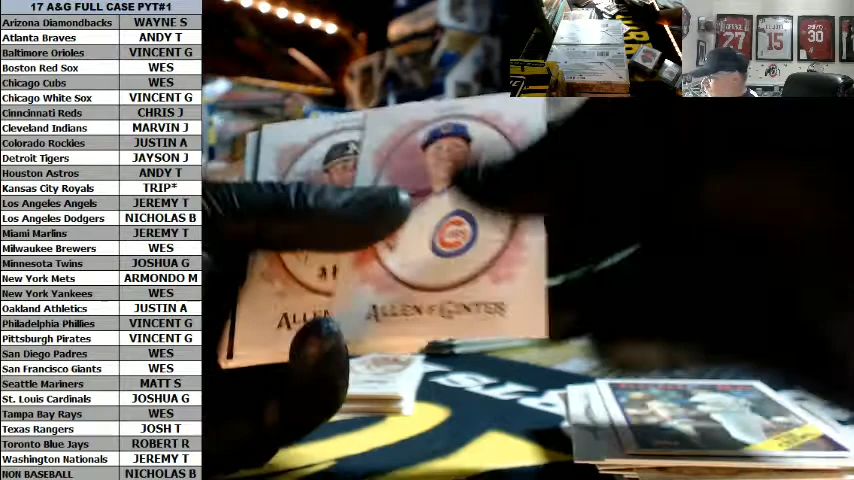 17 A&G FULL CASE PYT#1
Arizona Diamondbacks WAYNE S
Atlanta Braves ANDY T
Baltimore Orioles VINCENT G
Boston Red Sox WES
Chicago Cubs WES
Chicago White Sox VINCENT G
Cinncinnati Reds CHRIS J
Cleveland Indians MARVIN J
Colorado Rockies JUSTIN A
Detroit Tigers JAYSON J
Houston Astros ANDY T
Kansas City Royals TRIP*
Los Angeles Angels JEREMY T
Los Angeles Dodgers NICHOLAS B
Miami Marlins JEREMY T
Milwaukee Brewers WES
Minnesota Twins JOSHUA G
New York Mets ARMONDO M
New York Yankees WES
Oakland Athletics JUSTIN A
Philadelphia Phillies VINCENT G
Pittsburgh Pirates VINCENT G
San Diego Padres WES
San Francisco Giants WES
Seattle Mariners MATT S
St. Louis Cardinals JOSHUA G
Tampa Bay Rays WES
Texas Rangers JOSH T
Toronto Blue Jays ROBERT R
Washington Nationals JEREMY T
NON BASEBALL NICHOLAS B
ALLEN & GINTER
ALLEN
27
15
30